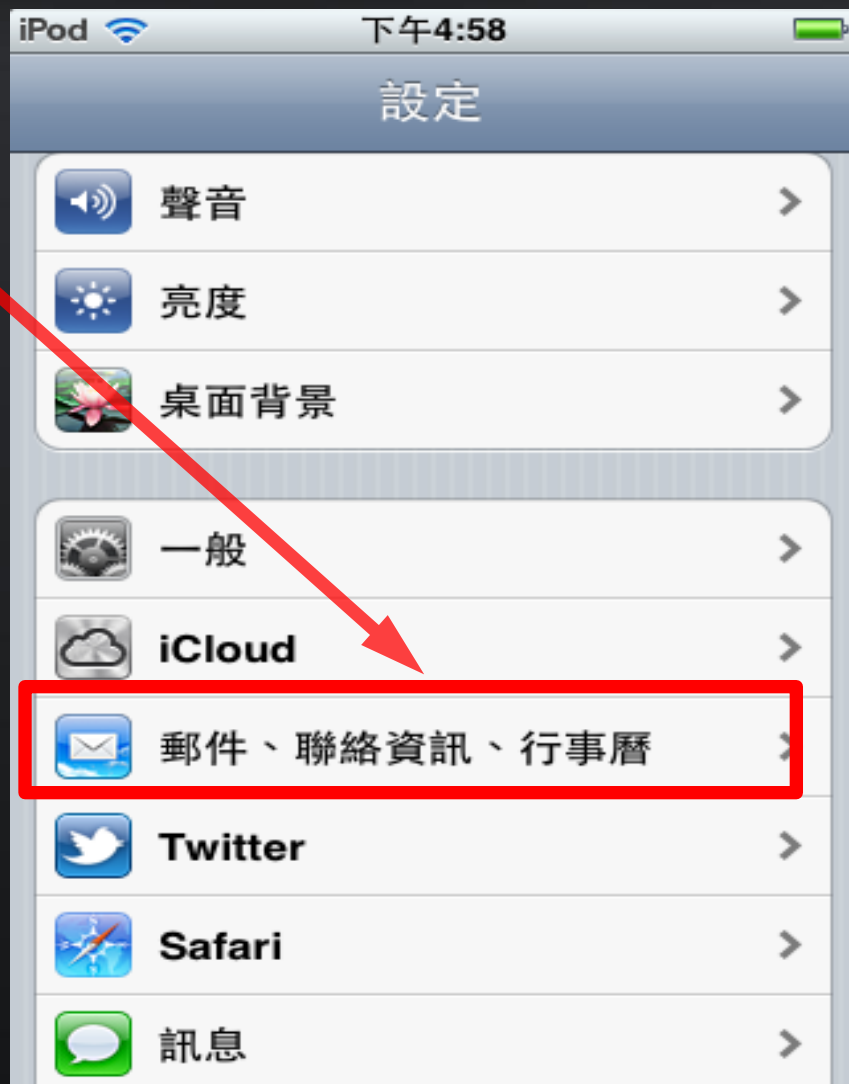 iPod 下午4:58
設定
聲音
亮度
桌面背景
一般
iCloud
郵件、聯絡資訊、行事曆
Twitter
Safari
訊息